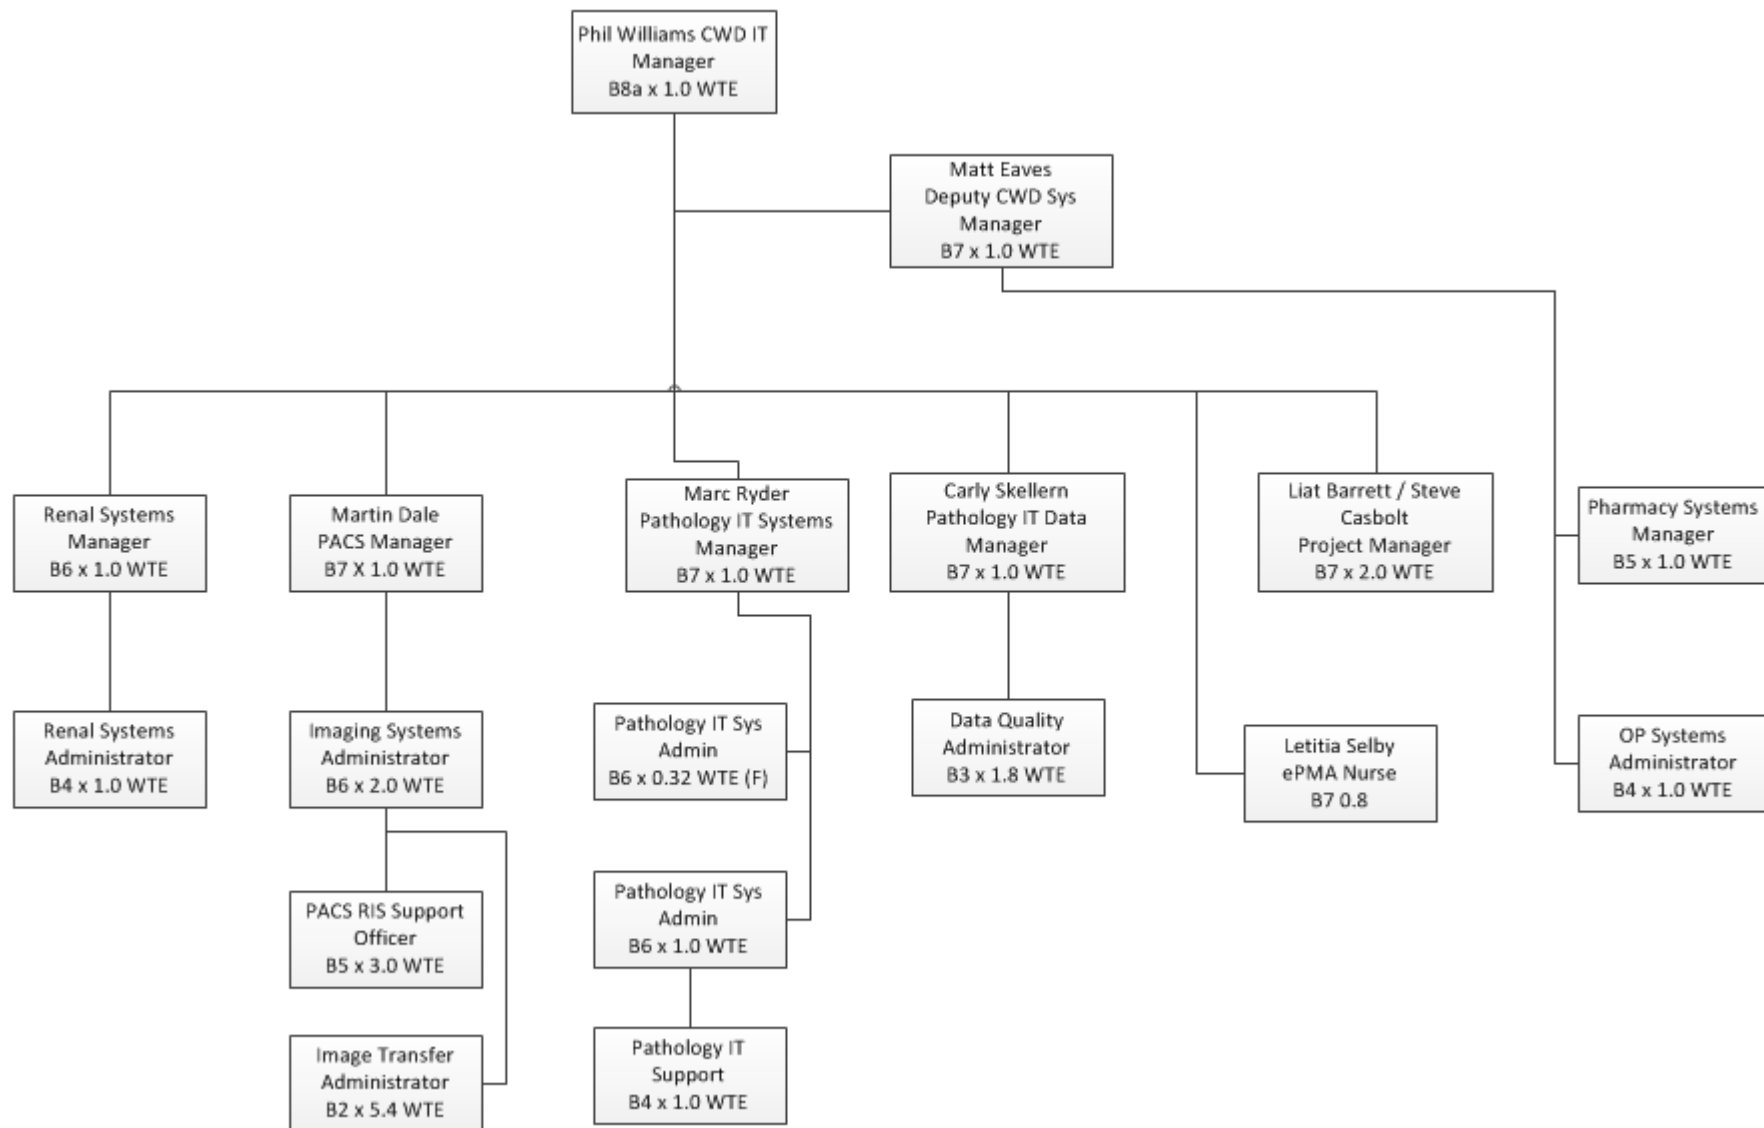 Phil Williams CWD IT
Manager
B8a x 1.0 WTE
Matt Eaves
Deputy CWD Sys
Manager
B7 x 1.0 WTE
Renal Systems
Manager
B6 x 1.0 WTE
Martin Dale
PACS Manager
B7 X 1.0 WTE
Marc Ryder
Pathology IT Systems
Manager
B7 x 1.0 WTE
Carly Skellern
Pathology IT Data
Manager
B7 x 1.0 WTE
Liat Barrett / Steve
Casbolt
Project Manager
B7 x 2.0 WTE
Pharmacy Systems
Manager
B5 x 1.0 WTE
Renal Systems
Administrator
B4 x 1.0 WTE
Imaging Systems
Administrator
B6 x 2.0 WTE
Pathology IT Sys
Admin
B6 x 0.32 WTE (F)
Data Quality
Administrator
B3 x 1.8 WTE
Letitia Selby
ePMA Nurse
B7 0.8
OP Systems
Administrator
B4 x 1.0 WTE
PACS RIS Support
Officer
B5 x 3.0 WTE
Pathology IT Sys
Admin
B6 x 1.0 WTE
Image Transfer
Administrator
B2 x 5.4 WTE
Pathology IT
Support
B4 x 1.0 WTE